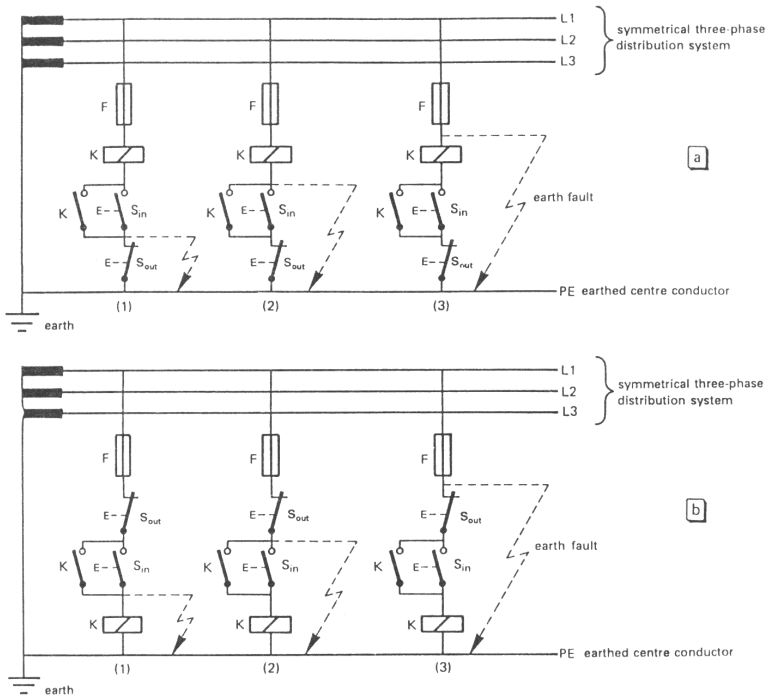 L1
L2
L3
symmetrical three-phase
distribution system
F
F
F
K
K
K
a
K
E
Sin
K
E
Sin
K
E
Sin
earth fault
E
Sout
E
Sout
E
Sout
PE earthed centre conductor
(1)
(2)
(3)
earth
L1
L2
L3
symmetrical three-phase
distribution system
F
F
F
E
Sout
E
Sout
E
Sout
b
K
E
Sin
K
E
Sin
K
E
Sin
earth fault
K
K
K
PE earthed centre conductor
(1)
(2)
(3)
earth